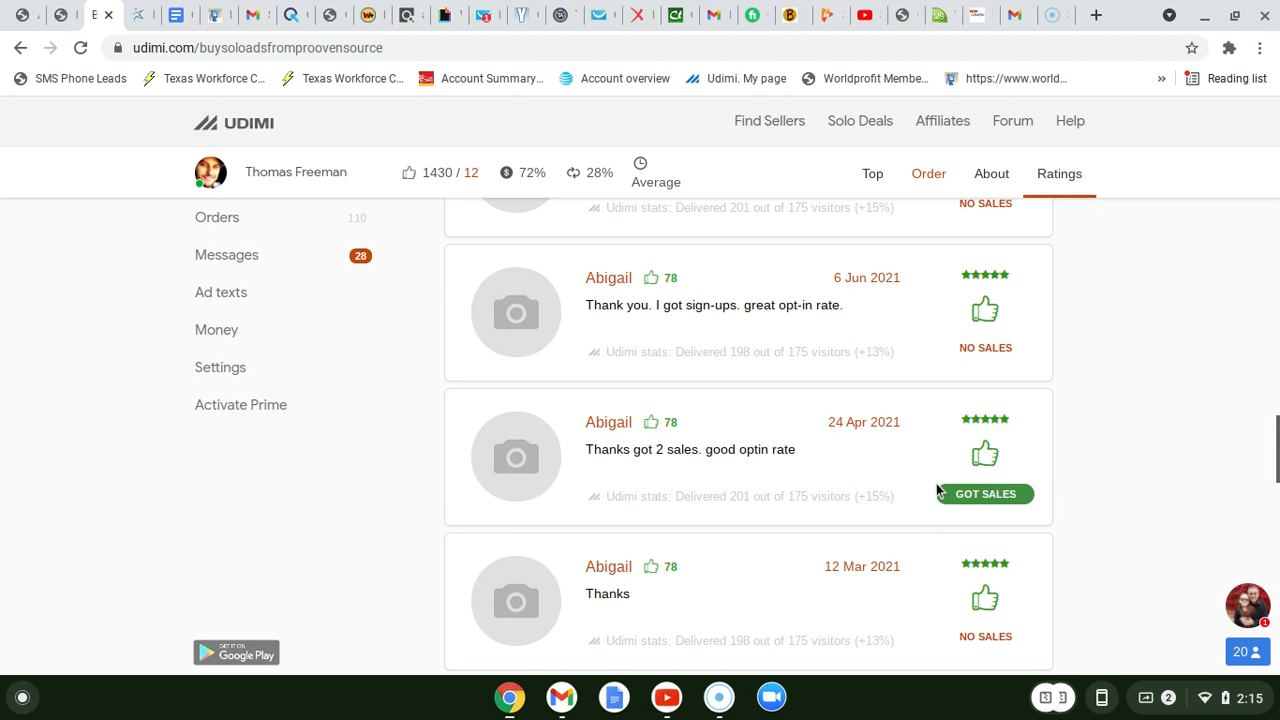 udimi.com/buysoloadsfromproovensource
SMS Phone Leads
Texas Workforce C...
Texas Workforce C...
Account Summary...
Account overview
Udimi. My page
Worldprofit Membe...
https://www.world...
»
Reading list
UDIMI
Find Sellers
Solo Deals
Affiliates
Forum
Help
Thomas Freeman
1430 / 12
72%
28%
Average
Top
Order
About
Ratings
Orders 110
Messages 28
Ad texts
Money
Settings
Activate Prime
Udimi stats: Delivered 201 out of 175 visitors (+15%)
NO SALES
Abigail 78
6 Jun 2021
Thank you. I got sign-ups. great opt-in rate.
Udimi stats: Delivered 198 out of 175 visitors (+13%)
NO SALES
Abigail 78
24 Apr 2021
Thanks got 2 sales. good optin rate
Udimi stats: Delivered 201 out of 175 visitors (+15%)
GOT SALES
Abigail 78
12 Mar 2021
Thanks
Udimi stats: Delivered 198 out of 175 visitors (+13%)
NO SALES
GET IT ON
Google Play
1
20
2
2:15